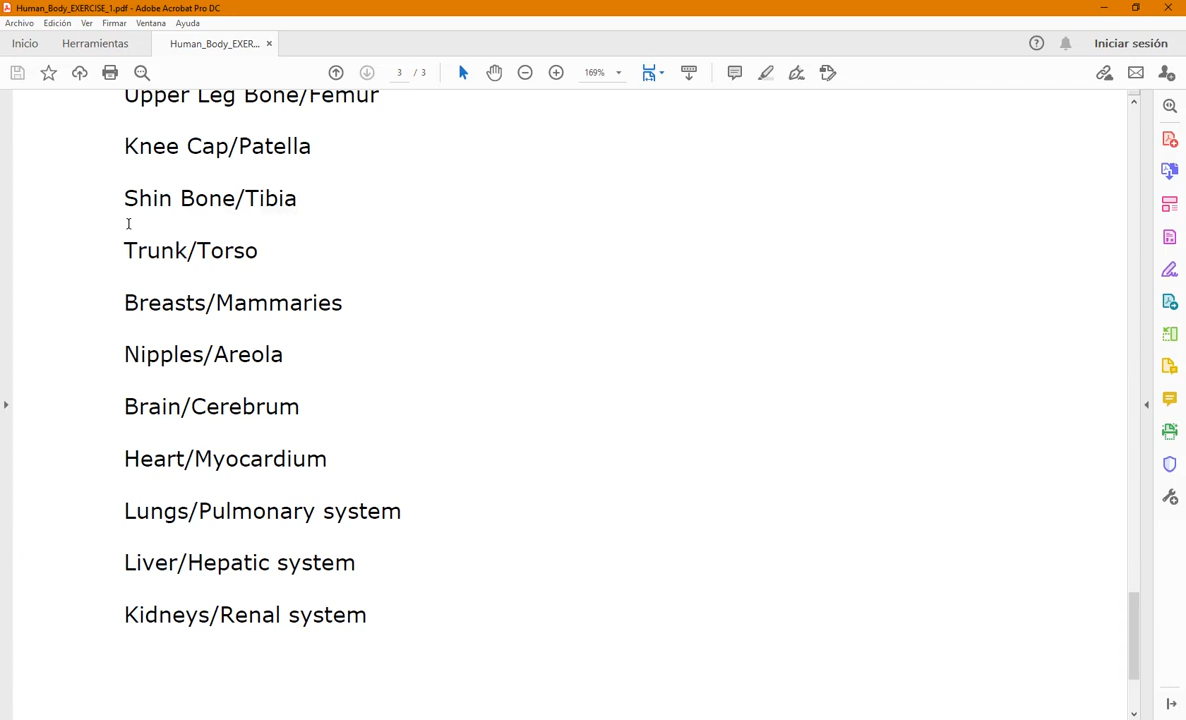 Human_Body_EXERCISE_1.pdf - Adobe Acrobat Pro DC
Archivo Edición Ver Firmar Ventana Ayuda
Inicio Herramientas Human_Body_EXER... × Iniciar sesión
3 / 3 169%
Upper Leg Bone/Femur
Knee Cap/Patella
Shin Bone/Tibia
Trunk/Torso
Breasts/Mammaries
Nipples/Areola
Brain/Cerebrum
Heart/Myocardium
Lungs/Pulmonary system
Liver/Hepatic system
Kidneys/Renal system